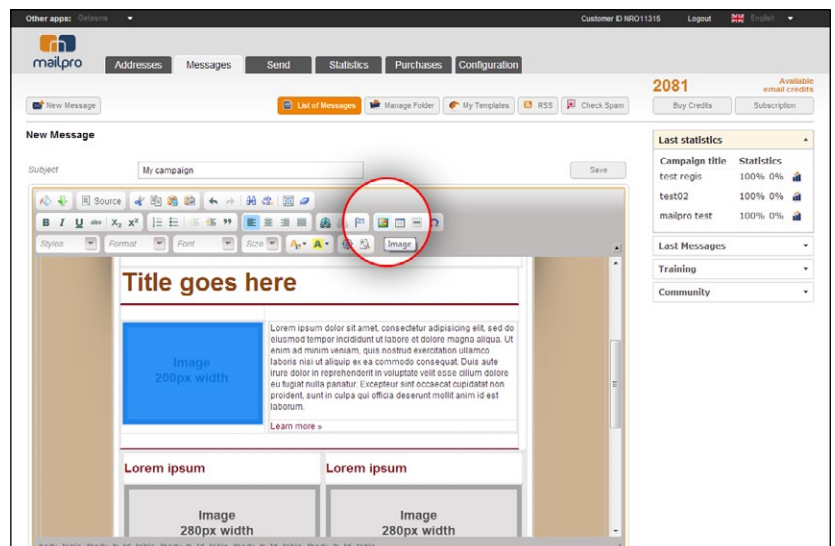 Other apps: Getasms
Customer ID NRO11315 Logout English
mailpro
Addresses Messages Send Statistics Purchases Configuration
2081 Available email credits
New Message List of Messages Manage Folder My Templates RSS Check Spam
Buy Credits Subscription
New Message
Subject My campaign Save
Last statistics
Campaign title Statistics
test regis 100% 0%
test02 100% 0%
mailpro test 100% 0%
Last Messages
Training
Community
Source
B I U abc X₂ X²
Styles Format Font Size
Image
Title goes here
Image
200px width
Lorem ipsum dolor sit amet, consectetur adipisicing elit, sed do
eiusmod tempor incididunt ut labore et dolore magna aliqua. Ut
enim ad minim veniam, quis nostrud exercitation ullamco
laboris nisi ut aliquip ex ea commodo consequat. Duis aute
irure dolor in reprehenderit in voluptate velit esse cillum dolore
eu fugiat nulla pariatur. Excepteur sint occaecat cupidatat non
proident, sunt in culpa qui officia deserunt mollit anim id est
laborum.
Learn more »
Lorem ipsum Lorem ipsum
Image Image
280px width 280px width